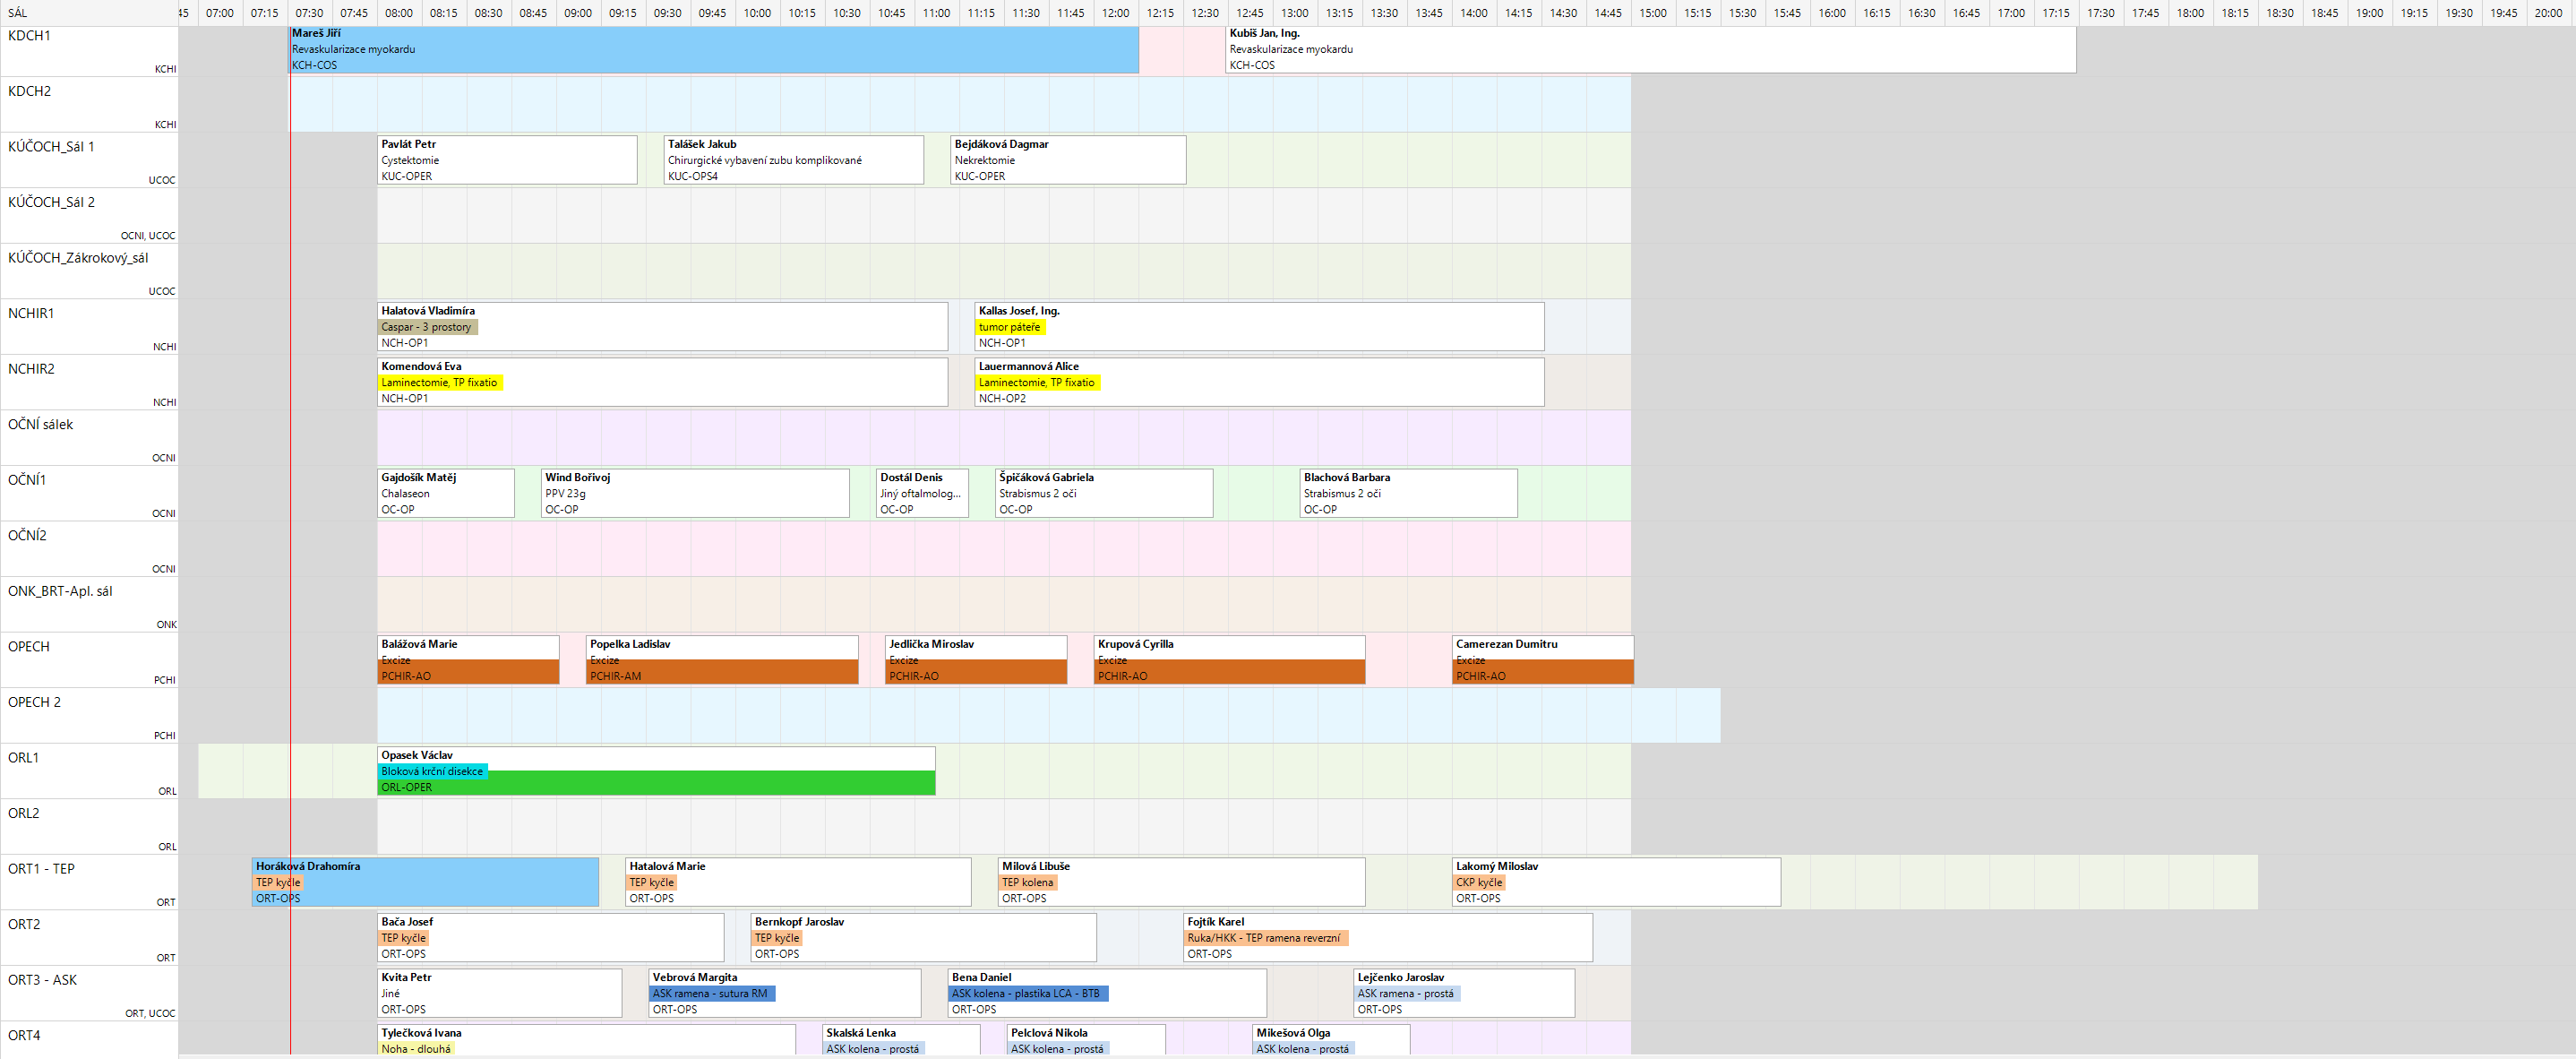 SÁL 45 07:00 07:15 07:30 07:45 08:00 08:15 08:30 08:45 09:00 09:15 09:30 09:45 10:00 10:15 10:30 10:45 11:00 11:15 11:30 11:45 12:00 12:15 12:30 12:45 13:00 13:15 13:30 13:45 14:00 14:15 14:30 14:45 15:00 15:15 15:30 15:45 16:00 16:15 16:30 16:45 17:00 17:15 17:30 17:45 18:00 18:15 18:30 18:45 19:00 19:15 19:30 19:45 20:00
KDCH1 Mareš Jiří Kubiš Jan, Ing.
Revaskularizace myokardu Revaskularizace myokardu
KCHI KCH-COS KCH-COS
KDCH2
KCHI
KÚČOCH_Sál 1 Pavlát Petr Talášek Jakub Bejdáková Dagmar
Cystektomie Chirurgické vybavení zubu komplikované Nekrektomie
UCOC KUC-OPER KUC-OPS4 KUC-OPER
KÚČOCH_Sál 2
OCNI, UCOC
KÚČOCH_Zákrokový_sál
UCOC
NCHIR1 Halatová Vladimíra Kallas Josef, Ing.
Caspar - 3 prostory tumor páteře
NCHI NCH-OP1 NCH-OP1
NCHIR2 Komendová Eva Lauermannová Alice
Laminectomie, TP fixatio Laminectomie, TP fixatio
NCHI NCH-OP1 NCH-OP2
OČNÍ sálek
OCNI
OČNÍ1 Gajdošík Matěj Wind Bořivoj Dostál Denis Špičáková Gabriela Blachová Barbara
Chalaseon PPV 23g Jiný oftalmolog... Strabismus 2 oči Strabismus 2 oči
OCNI OC-OP OC-OP OC-OP OC-OP OC-OP
OČNÍ2
OCNI
ONK_BRT-Apl. sál
ONK
OPECH Balážová Marie Popelka Ladislav Jedlička Miroslav Krupová Cyrilla Camerezan Dumitru
Excize Excize Excize Excize Excize
PCHI PCHIR-AO PCHIR-AM PCHIR-AO PCHIR-AO PCHIR-AO
OPECH 2
PCHI
ORL1 Opasek Václav
Bloková krční disekce
ORL ORL-OPER
ORL2
ORL
ORT1 - TEP Horáková Drahomíra Hatalová Marie Milová Libuše Lakomý Miloslav
TEP kyčle TEP kyčle TEP kolena CKP kyčle
ORT ORT-OPS ORT-OPS ORT-OPS ORT-OPS
ORT2 Bača Josef Bernkopf Jaroslav Fojtík Karel
TEP kyčle TEP kyčle Ruka/HKK - TEP ramena reverzní
ORT ORT-OPS ORT-OPS ORT-OPS
ORT3 - ASK Kvita Petr Vebrová Margita Bena Daniel Lejčenko Jaroslav
Jiné ASK ramena - sutura RM ASK kolena - plastika LCA - BTB ASK ramena - prostá
ORT, UCOC ORT-OPS ORT-OPS ORT-OPS ORT-OPS
ORT4 Tylečková Ivana Skalská Lenka Pelclová Nikola Mikešová Olga
Noha - dlouhá ASK kolena - prostá ASK kolena - prostá ASK kolena - prostá